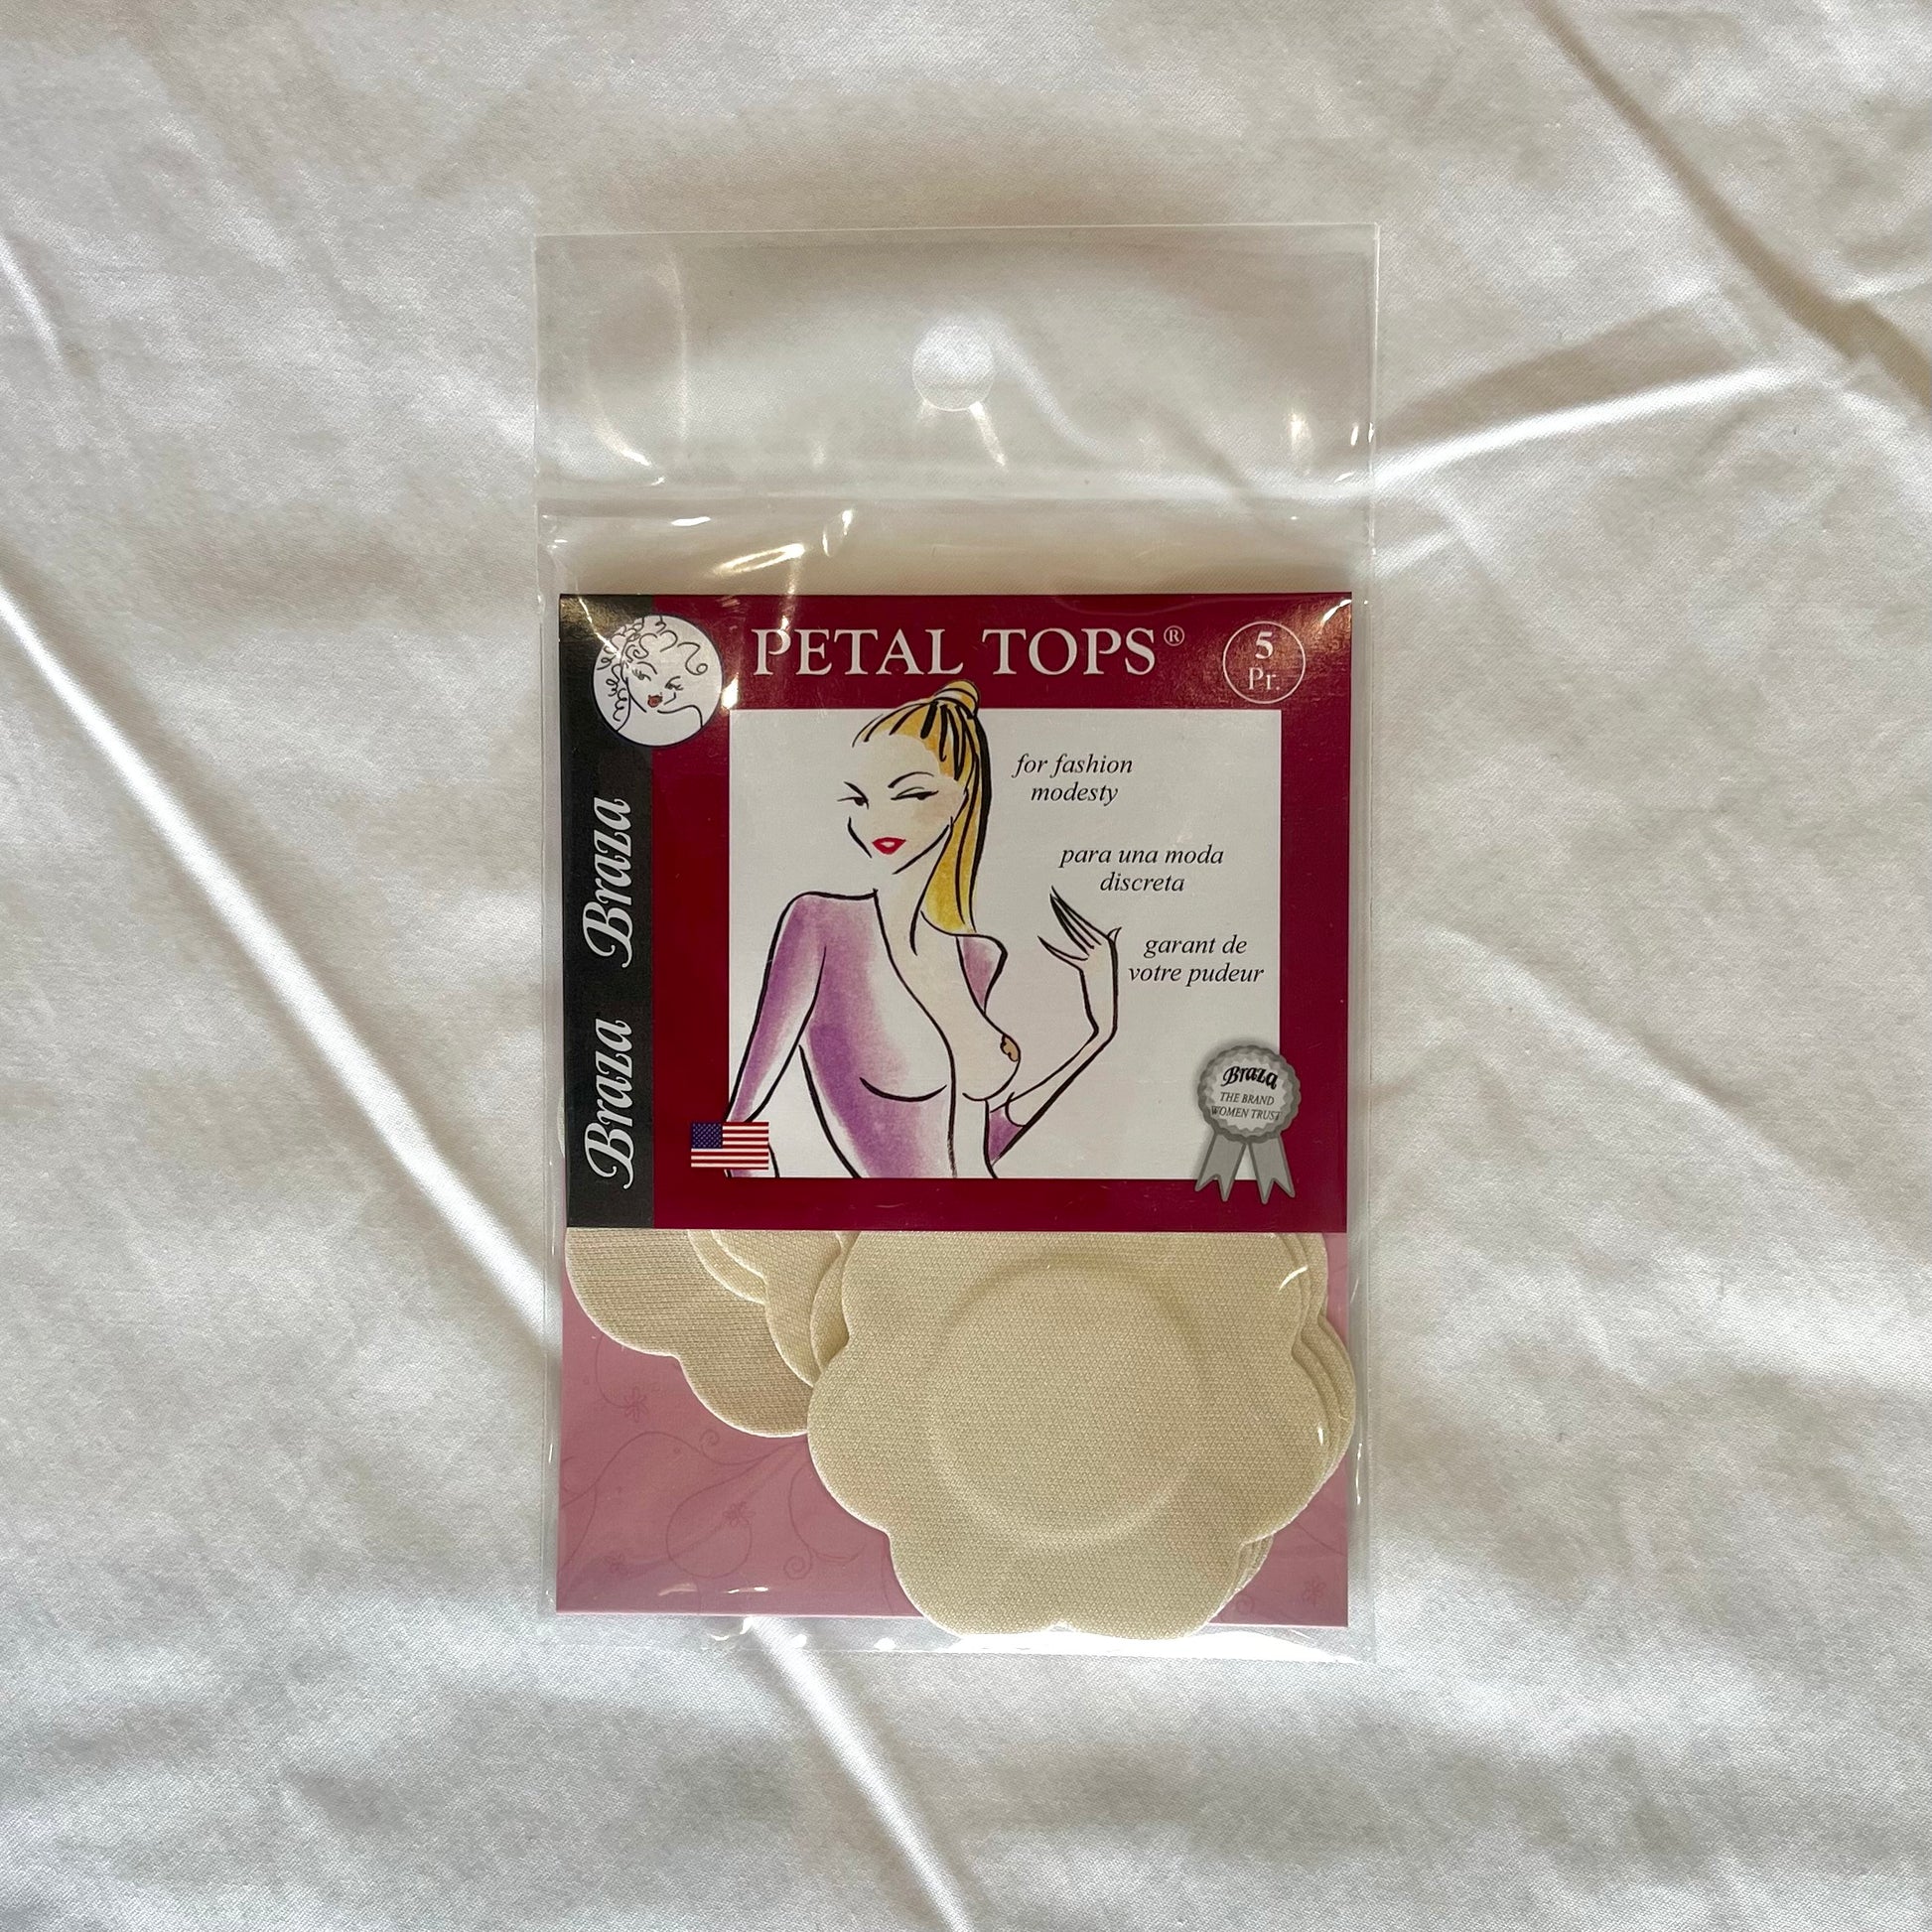 PETAL TOPS®
5
Pr.
for fashion
modesty
para una moda
discreta
garant de
votre pudeur
Braza Braza
Braza
THE BRAND
WOMEN TRUST